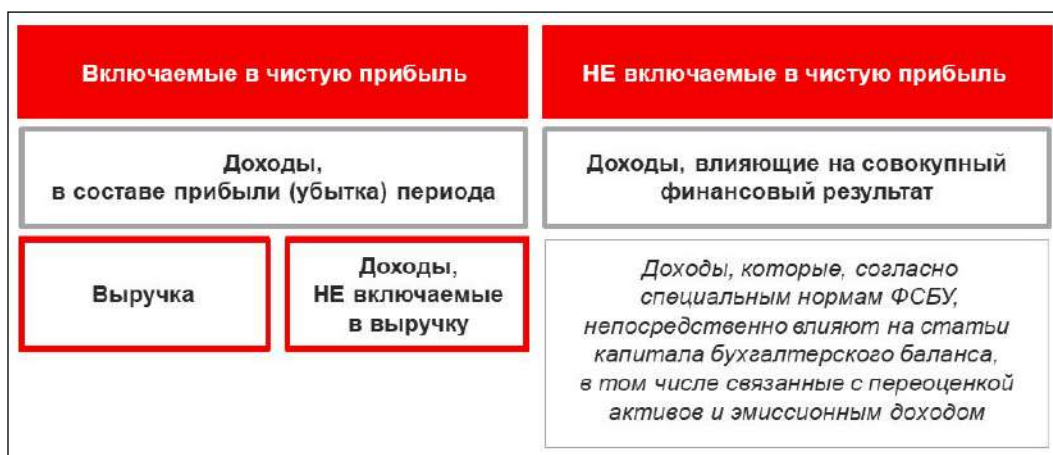 Включаемые в чистую прибыль
НЕ включаемые в чистую прибыль
Доходы,
в составе прибыли (убытка) периода
Доходы, влияющие на совокупный
финансовый результат
Выручка
Доходы,
НЕ включаемые
в выручку
Доходы, которые, согласно
специальным нормам ФСБУ,
непосредственно влияют на статьи
капитала бухгалтерского баланса,
в том числе связанные с переоценкой
активов и эмиссионным доходом